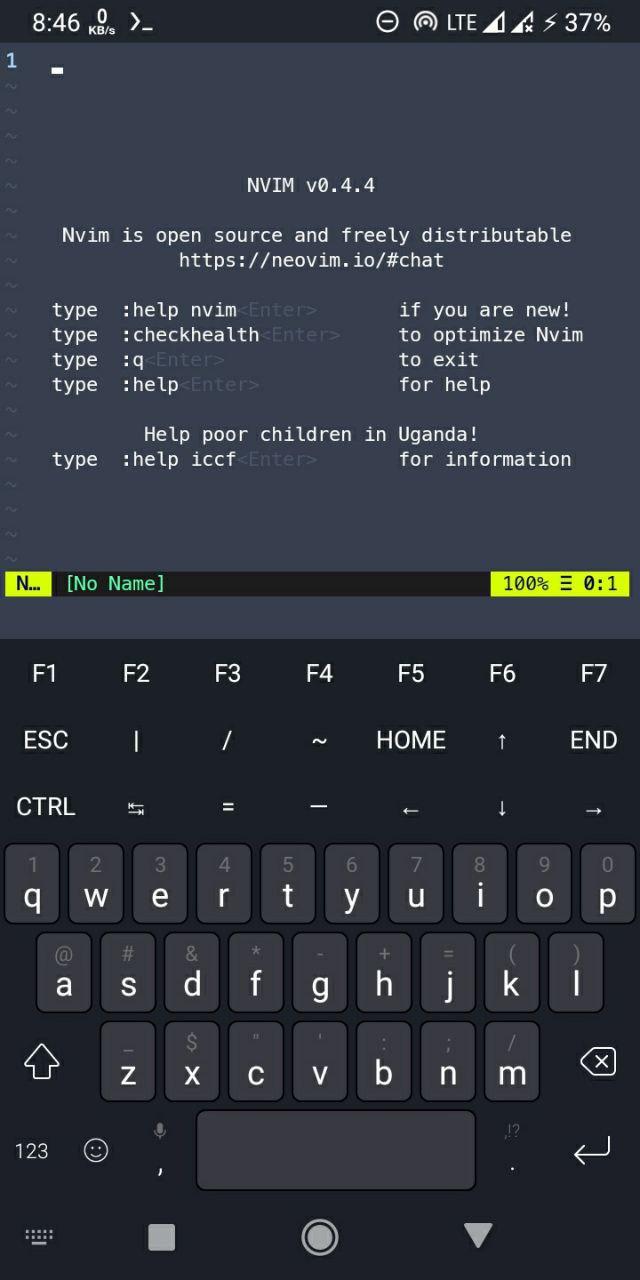 8:46 0 KB/s LTE 37%
1
~
~
~
~
~ NVIM v0.4.4
~
~ Nvim is open source and freely distributable
~ https://neovim.io/#chat
~
~ type :help nvim<Enter> if you are new!
~ type :checkhealth<Enter> to optimize Nvim
~ type :q<Enter> to exit
~ type :help<Enter> for help
~
~ Help poor children in Uganda!
~ type :help iccf<Enter> for information
~
~
~
~
N… [No Name] 100% ☰ 0:1
F1 F2 F3 F4 F5 F6 F7
ESC | / ~ HOME ↑ END
CTRL ↹ = — ← ↓ →
1 2 3 4 5 6 7 8 9 0
q w e r t y u i o p
@ # & * - + = ( )
a s d f g h j k l
_ $ " ' : ; /
z x c v b n m
,!?
123 , .